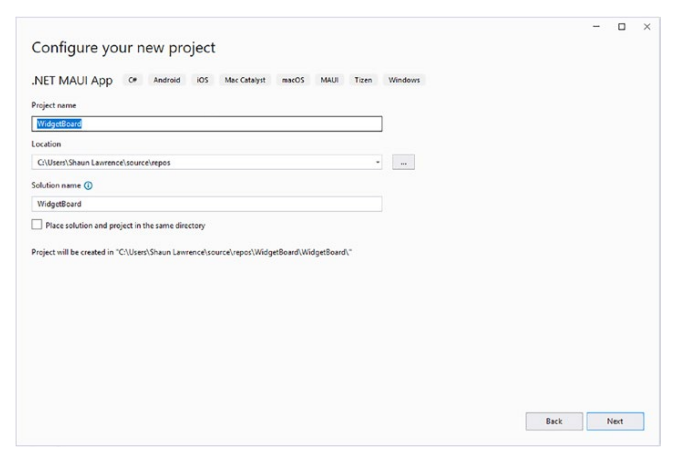 Configure your new project
.NET MAUI App C# Android iOS Mac Catalyst macOS MAUI Tizen Windows
Project name
WidgetBoard
Location
C:\Users\Shaun Lawrence\source\repos
...
Solution name
WidgetBoard
Place solution and project in the same directory
Project will be created in "C:\Users\Shaun Lawrence\source\repos\WidgetBoard\WidgetBoard\"
Back Next